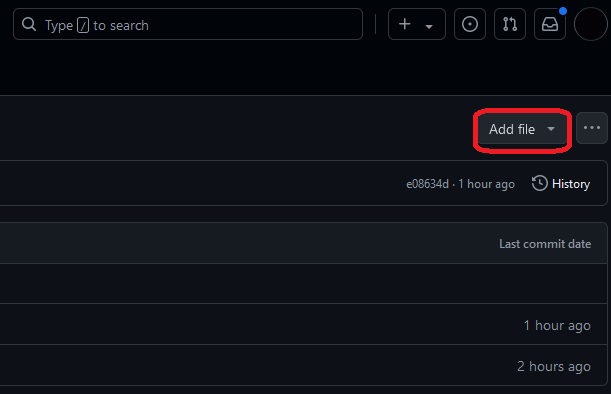 Type / to search
Add file
e08634d · 1 hour ago History
Last commit date
1 hour ago
2 hours ago